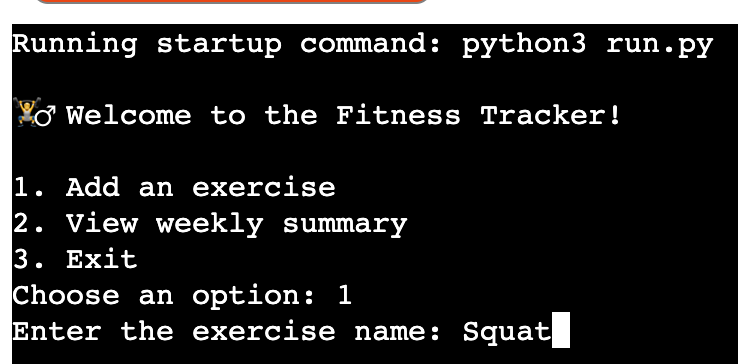 Running startup command: python3 run.py
🏋️♂ Welcome to the Fitness Tracker!
1. Add an exercise
2. View weekly summary
3. Exit
Choose an option: 1
Enter the exercise name: Squat